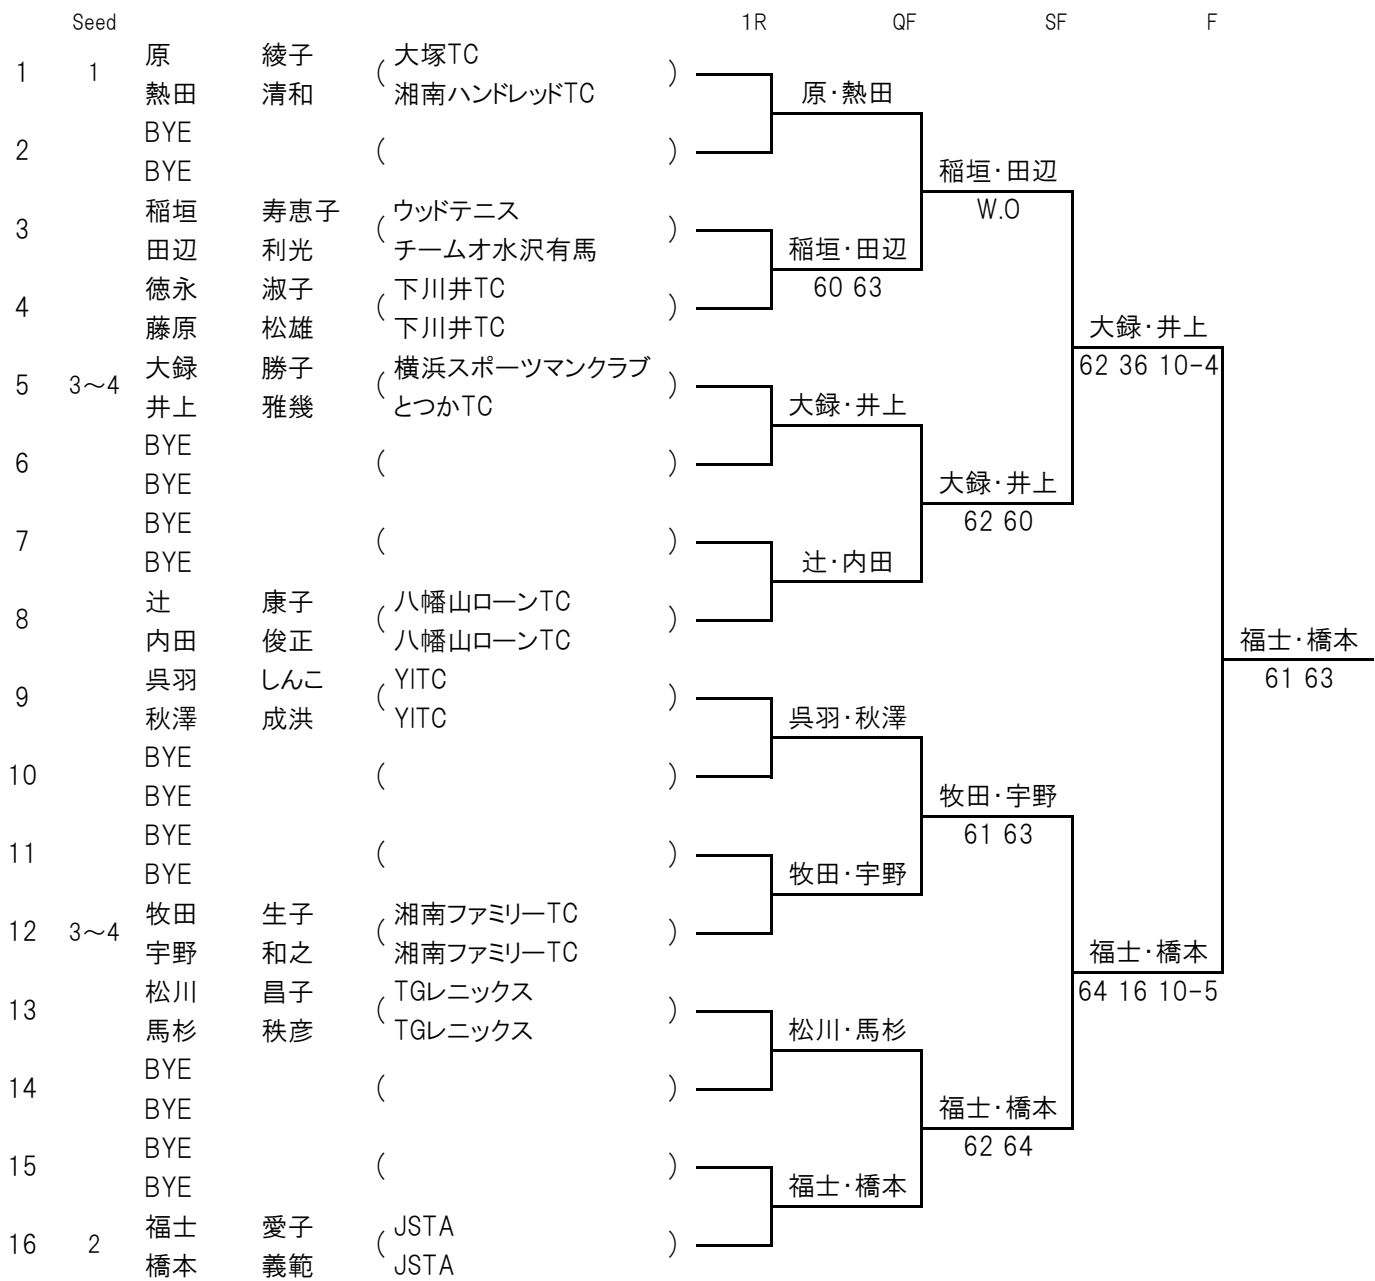 Seed 1R QF SF F
原 綾子 大塚TC
1 1 ( )
熱田 清和 湘南ハンドレッドTC 原・熱田
BYE
2 ( )
BYE 稲垣・田辺
稲垣 寿恵子 ウッドテニス W.O
3 ( )
田辺 利光 チームオ水沢有馬 稲垣・田辺
徳永 淑子 下川井TC 60 63
4 ( )
藤原 松雄 下川井TC 大録・井上
大録 勝子 横浜スポーツマンクラブ 62 36 10-4
5 3～4 ( )
井上 雅幾 とつかTC 大録・井上
BYE
6 ( )
BYE 大録・井上
BYE 62 60
7 ( )
BYE 辻・内田
辻 康子 八幡山ローンTC
8 ( )
内田 俊正 八幡山ローンTC 福士・橋本
呉羽 しんこ YITC 61 63
9 ( )
秋澤 成洪 YITC 呉羽・秋澤
BYE
10 ( )
BYE 牧田・宇野
BYE 61 63
11 ( )
BYE 牧田・宇野
牧田 生子 湘南ファミリーTC
12 3～4 ( )
宇野 和之 湘南ファミリーTC 福士・橋本
松川 昌子 TGレニックス 64 16 10-5
13 ( )
馬杉 秩彦 TGレニックス 松川・馬杉
BYE
14 ( )
BYE 福士・橋本
BYE 62 64
15 ( )
BYE 福士・橋本
福士 愛子 JSTA
16 2 ( )
橋本 義範 JSTA